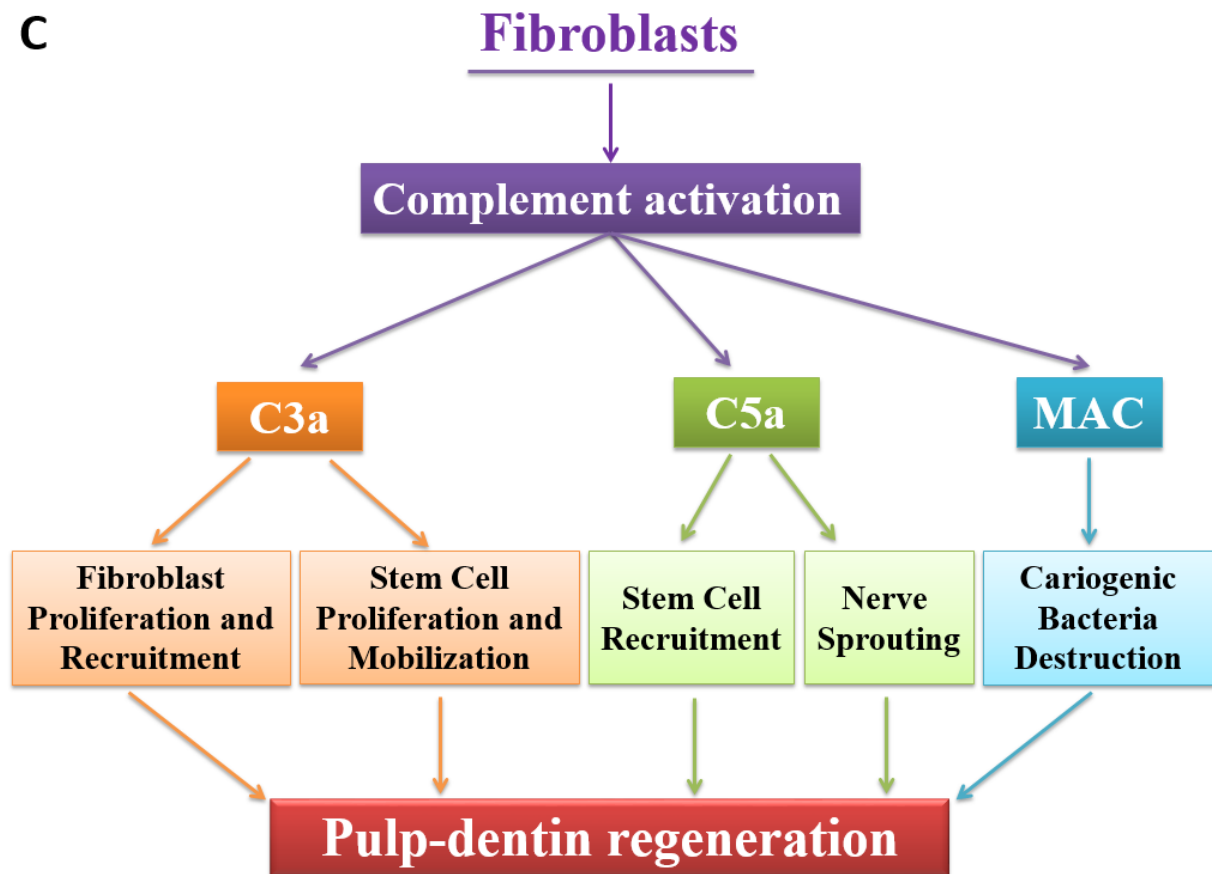 C
Fibroblasts
Complement activation
C3a
C5a
MAC
Fibroblast
Proliferation and
Recruitment
Stem Cell
Proliferation and
Mobilization
Stem Cell
Recruitment
Nerve
Sprouting
Cariogenic
Bacteria
Destruction
Pulp-dentin regeneration